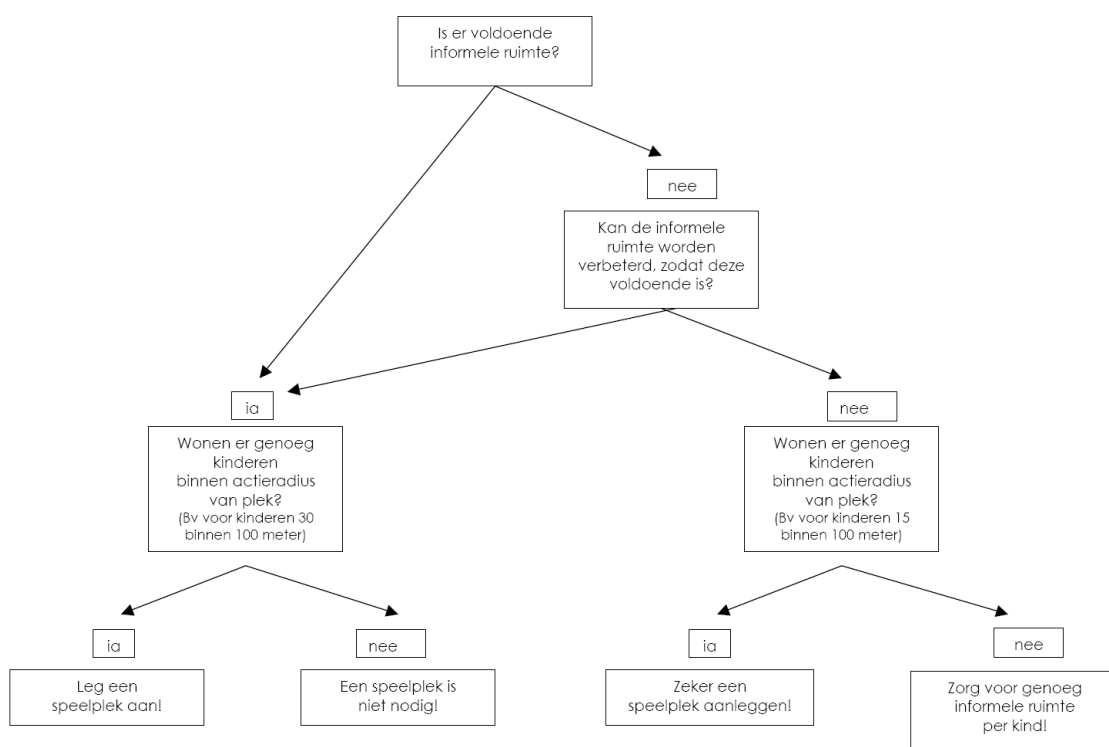 Is er voldoende
informele ruimte?
nee
Kan de informele
ruimte worden
verbeterd, zodat deze
voldoende is?
ja
nee
Wonen er genoeg
kinderen
binnen actieradius
van plek?
(Bv voor kinderen 30
binnen 100 meter)
Wonen er genoeg
kinderen
binnen actieradius
van plek?
(Bv voor kinderen 15
binnen 100 meter)
ja
nee
ja
nee
Leg een
speelplek aan!
Een speelplek is
niet nodig!
Zeker een
speelplek aanleggen!
Zorg voor genoeg
informele ruimte
per kind!